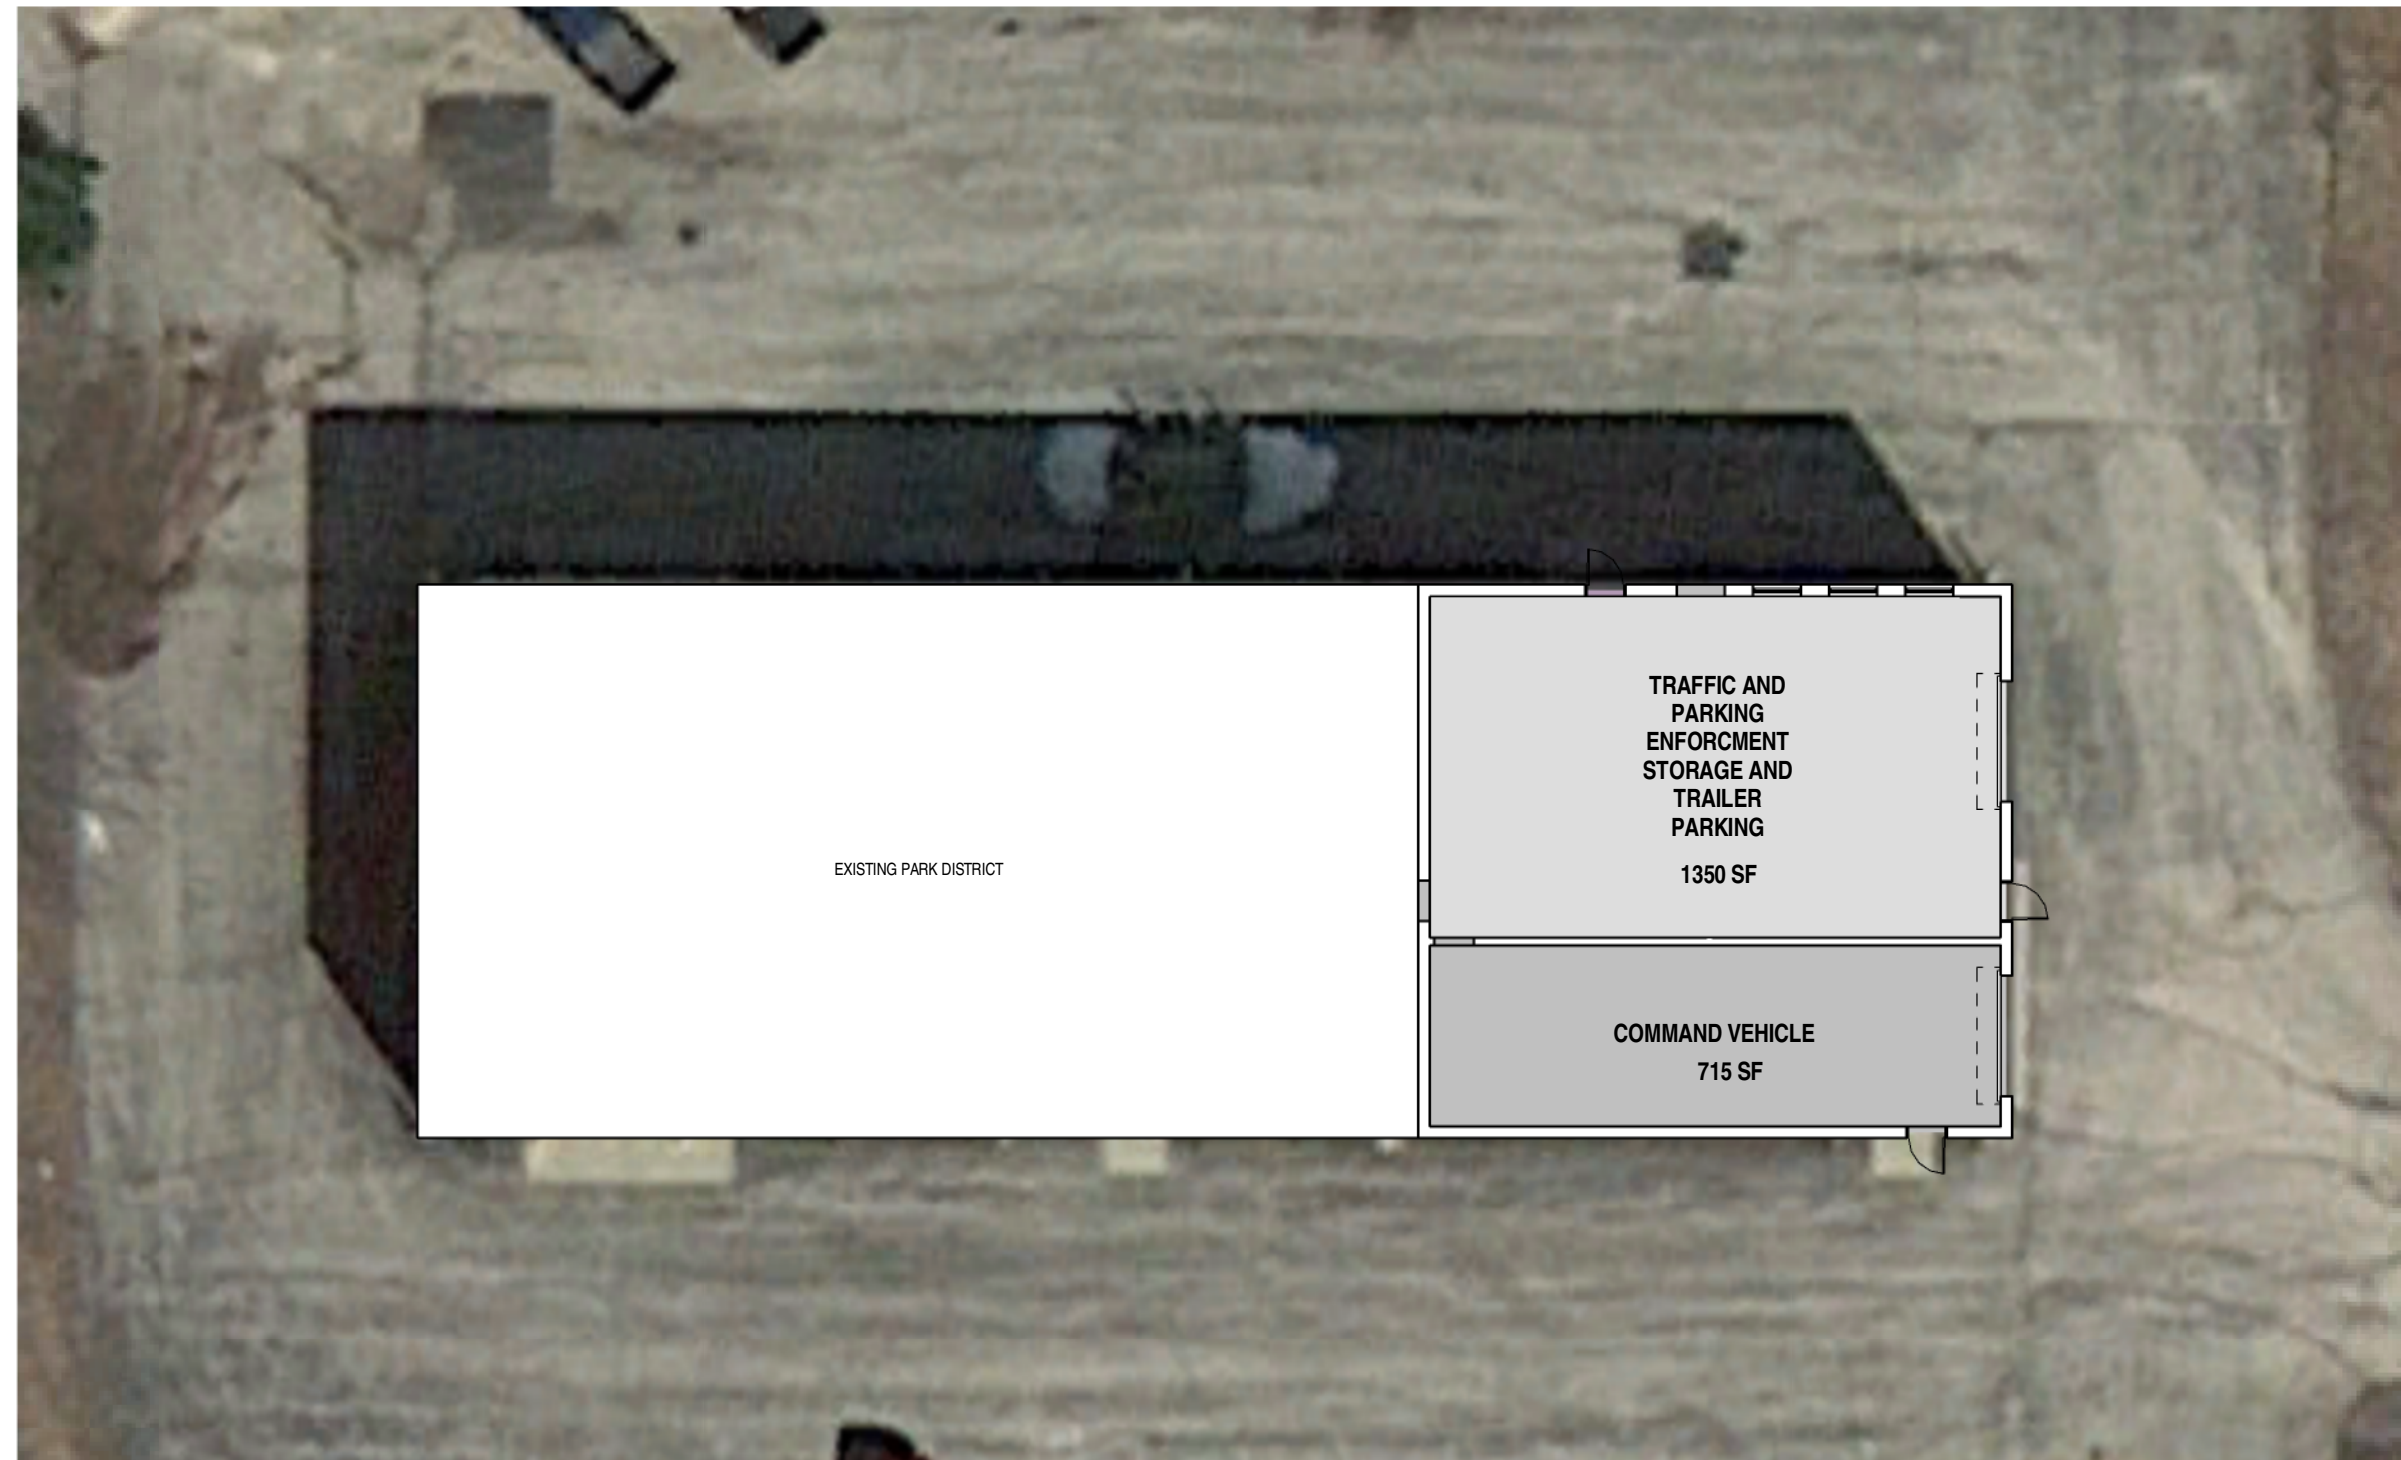 TRAFFIC AND
PARKING
ENFORCMENT
STORAGE AND
TRAILER
PARKING
1350 SF
EXISTING PARK DISTRICT
COMMAND VEHICLE
715 SF